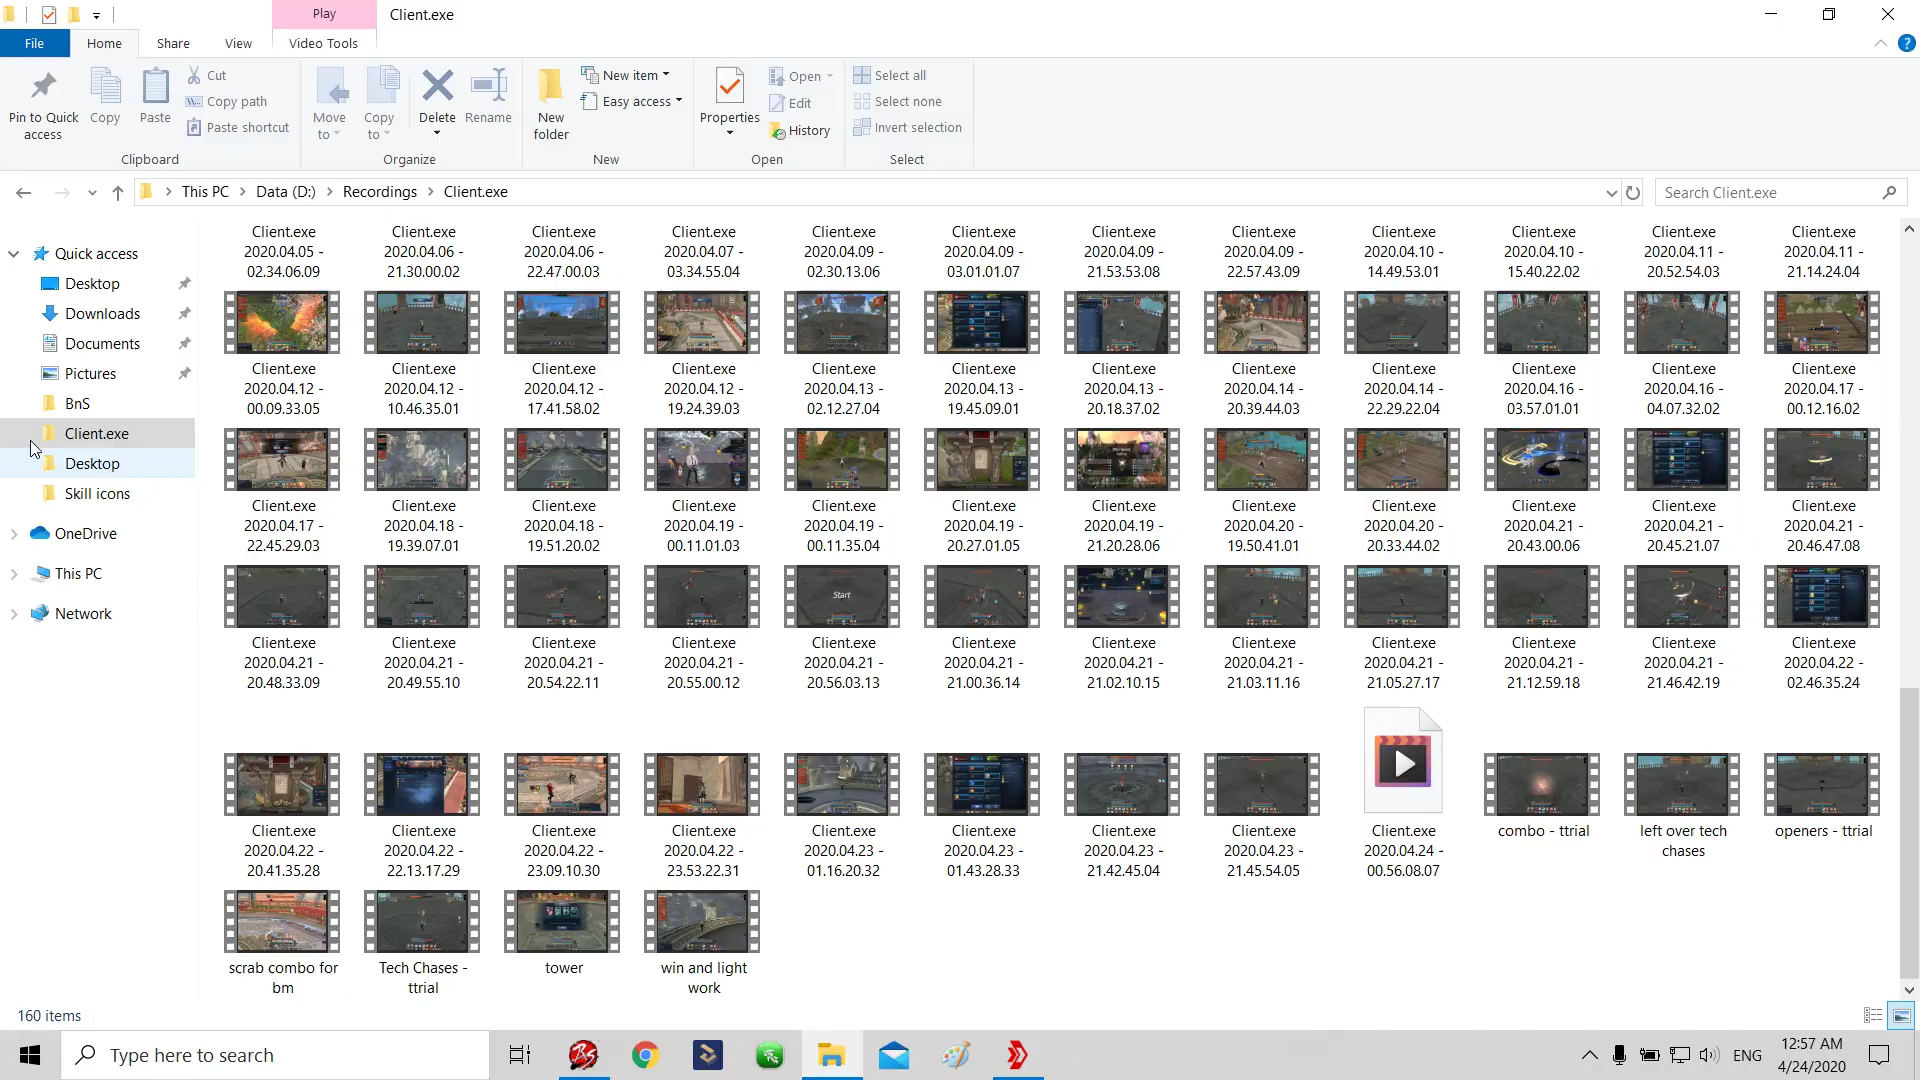 Play
Client.exe
File
Home
Share
View
Video Tools
Pin to Quick
access
Copy
Paste
Cut
Copy path
Paste shortcut
Clipboard
Move
to
Copy
to
Delete
Rename
Organize
New
folder
New item
Easy access
New
Properties
Open
Edit
History
Open
Select all
Select none
Invert selection
Select
This PC
Data (D:)
Recordings
Client.exe
Search Client.exe
Quick access
Desktop
Downloads
Documents
Pictures
BnS
Client.exe
Desktop
Skill icons
OneDrive
This PC
Network
Client.exe Client.exe Client.exe Client.exe Client.exe Client.exe Client.exe Client.exe Client.exe Client.exe Client.exe Client.exe
2020.04.05 - 2020.04.06 - 2020.04.06 - 2020.04.07 - 2020.04.09 - 2020.04.09 - 2020.04.09 - 2020.04.09 - 2020.04.10 - 2020.04.10 - 2020.04.11 - 2020.04.11 -
02.34.06.09 21.30.00.02 22.47.00.03 03.34.55.04 02.30.13.06 03.01.01.07 21.53.53.08 22.57.43.09 14.49.53.01 15.40.22.02 20.52.54.03 21.14.24.04
Client.exe Client.exe Client.exe Client.exe Client.exe Client.exe Client.exe Client.exe Client.exe Client.exe Client.exe Client.exe
2020.04.12 - 2020.04.12 - 2020.04.12 - 2020.04.12 - 2020.04.13 - 2020.04.13 - 2020.04.13 - 2020.04.14 - 2020.04.14 - 2020.04.16 - 2020.04.16 - 2020.04.17 -
00.09.33.05 10.46.35.01 17.41.58.02 19.24.39.03 02.12.27.04 19.45.09.01 20.18.37.02 20.39.44.03 22.29.22.04 03.57.01.01 04.07.32.02 00.12.16.02
Client.exe Client.exe Client.exe Client.exe Client.exe Client.exe Client.exe Client.exe Client.exe Client.exe Client.exe Client.exe
2020.04.17 - 2020.04.18 - 2020.04.18 - 2020.04.19 - 2020.04.19 - 2020.04.19 - 2020.04.19 - 2020.04.20 - 2020.04.20 - 2020.04.21 - 2020.04.21 - 2020.04.21 -
22.45.29.03 19.39.07.01 19.51.20.02 00.11.01.03 00.11.35.04 20.27.01.05 21.20.28.06 19.50.41.01 20.33.44.02 20.43.00.06 20.45.21.07 20.46.47.08
Start
Client.exe Client.exe Client.exe Client.exe Client.exe Client.exe Client.exe Client.exe Client.exe Client.exe Client.exe Client.exe
2020.04.21 - 2020.04.21 - 2020.04.21 - 2020.04.21 - 2020.04.21 - 2020.04.21 - 2020.04.21 - 2020.04.21 - 2020.04.21 - 2020.04.21 - 2020.04.21 - 2020.04.22 -
20.48.33.09 20.49.55.10 20.54.22.11 20.55.00.12 20.56.03.13 21.00.36.14 21.02.10.15 21.03.11.16 21.05.27.17 21.12.59.18 21.46.42.19 02.46.35.24
Client.exe Client.exe Client.exe Client.exe Client.exe Client.exe Client.exe Client.exe Client.exe combo - ttrial left over tech openers - ttrial
2020.04.22 - 2020.04.22 - 2020.04.22 - 2020.04.22 - 2020.04.23 - 2020.04.23 - 2020.04.23 - 2020.04.23 - 2020.04.24 - chases
20.41.35.28 22.13.17.29 23.09.10.30 23.53.22.31 01.16.20.32 01.43.28.33 21.42.45.04 21.45.54.05 00.56.08.07
scrab combo for Tech Chases - tower win and light
bm ttrial work
160 items
Type here to search
ENG
12:57 AM
4/24/2020